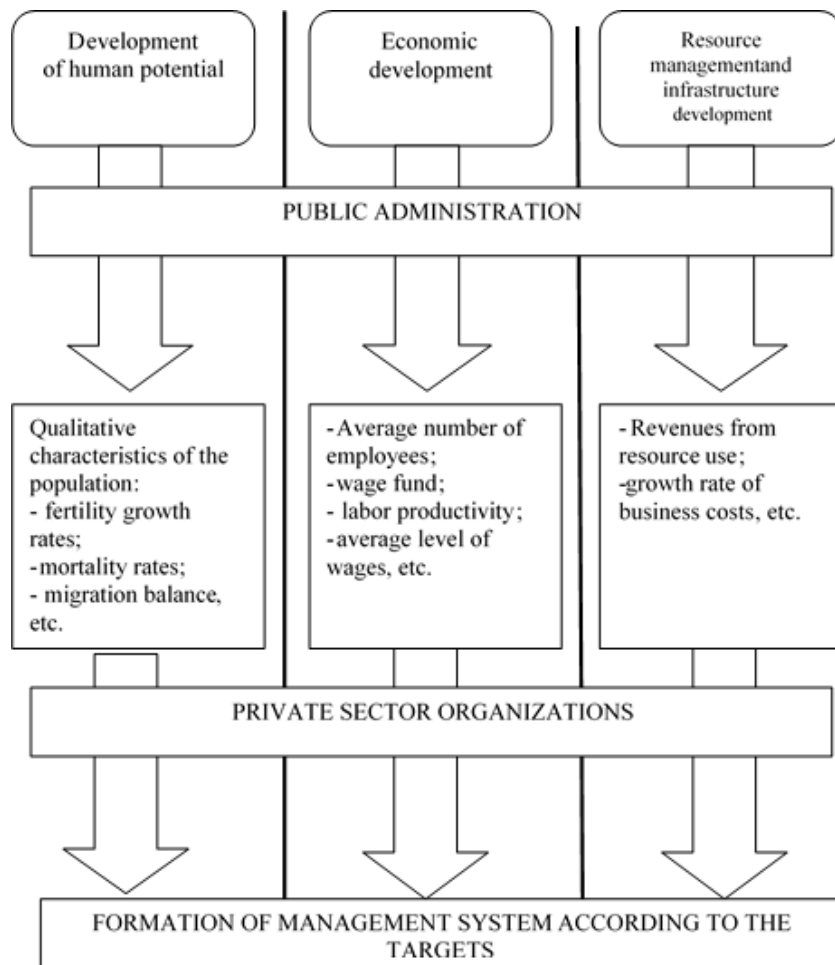 Development
of human potential
Economic
development
Resource
managementand
infrastructure
development
PUBLIC ADMINISTRATION
Qualitative
characteristics of the
population:
- fertility growth
rates;
-mortality rates;
- migration balance,
etc.
-Average number of
employees;
-wage fund;
- labor productivity;
-average level of
wages, etc.
- Revenues from
resource use;
-growth rate of
business costs, etc.
PRIVATE SECTOR ORGANIZATIONS
FORMATION OF MANAGEMENT SYSTEM ACCORDING TO THE
TARGETS